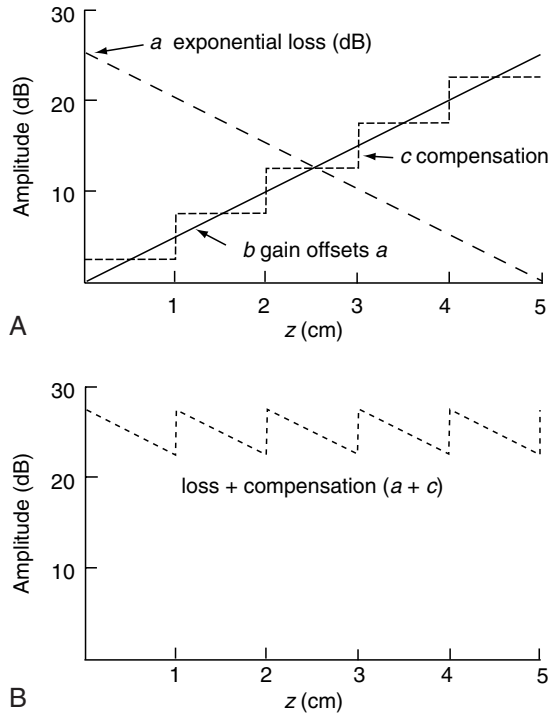 30
a exponential loss (dB)
20
Amplitude (dB)
c compensation
10
b gain offsets a
1 2 3 4 5
A
z (cm)
30
20
loss + compensation (a + c)
Amplitude (dB)
10
1 2 3 4 5
B
z (cm)